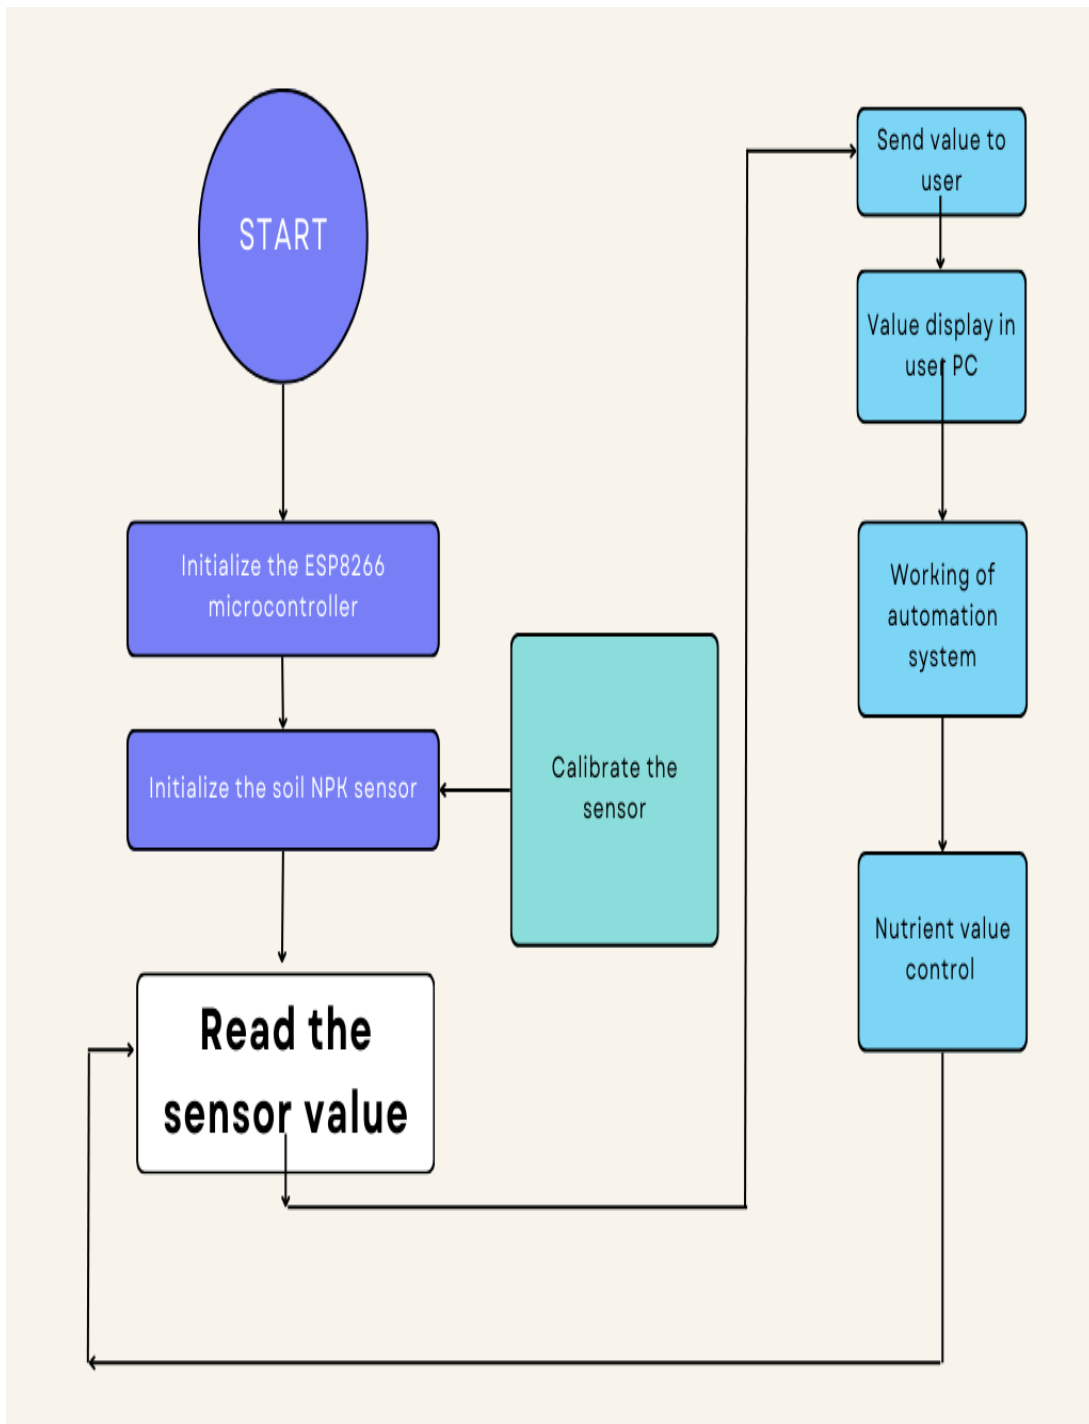 START
Initialize the ESP8266
microcontroller
Initialize the soil NPK sensor
Calibrate the
sensor
Read the
sensor value
Send value to
user
Value display in
user PC
Working of
automation
system
Nutrient value
control